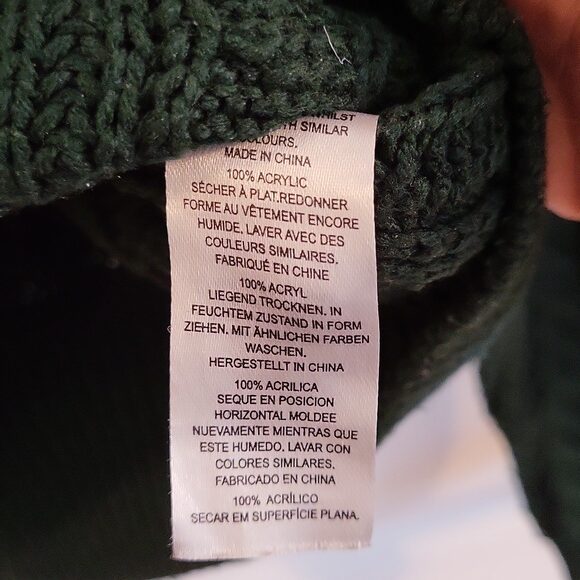 WHILST
SIMILAR
COLOURS.
MADE IN CHINA
100% ACRYLIC
SÉCHER À PLAT.REDONNER
FORME AU VÊTEMENT ENCORE
HUMIDE. LAVER AVEC DES
COULEURS SIMILAIRES.
FABRIQUÉ EN CHINE
100% ACRYL
LIEGEND TROCKNEN. IN
FEUCHTEM ZUSTAND IN FORM
ZIEHEN. MIT ÄHNLICHEN FARBEN
WASCHEN.
HERGESTELLT IN CHINA
100% ACRILICA
SEQUE EN POSICION
HORIZONTAL MOLDEE
NUEVAMENTE MIENTRAS QUE
ESTE HUMEDO. LAVAR CON
COLORES SIMILARES.
FABRICADO EN CHINA
100% ACRÍLICO
SECAR EM SUPERFÍCIE PLANA.